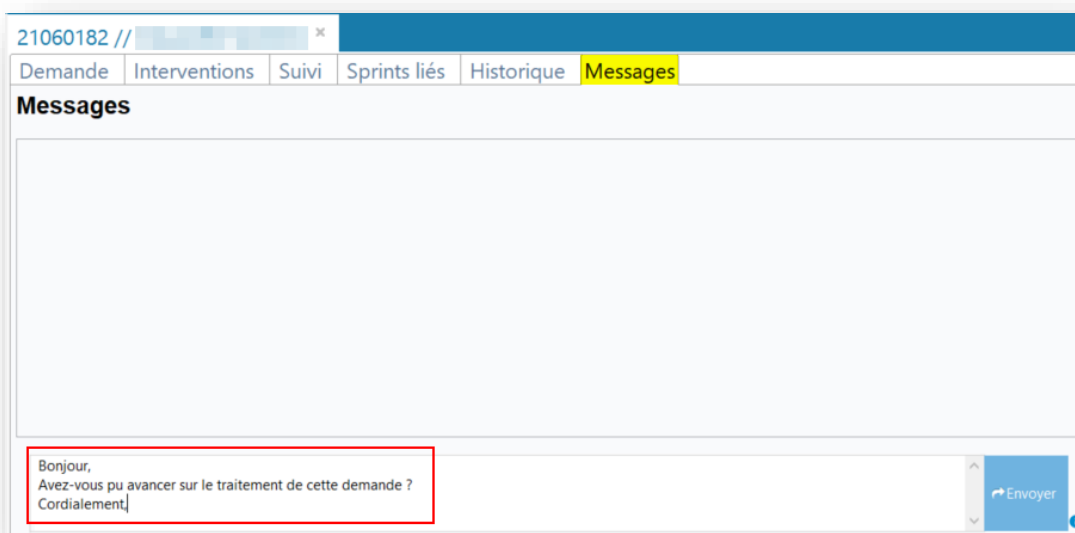 21060182 //
Demande Interventions Suivi Sprints liés Historique Messages
Messages
Bonjour,
Avez-vous pu avancer sur le traitement de cette demande ?
Cordialement,
Envoyer